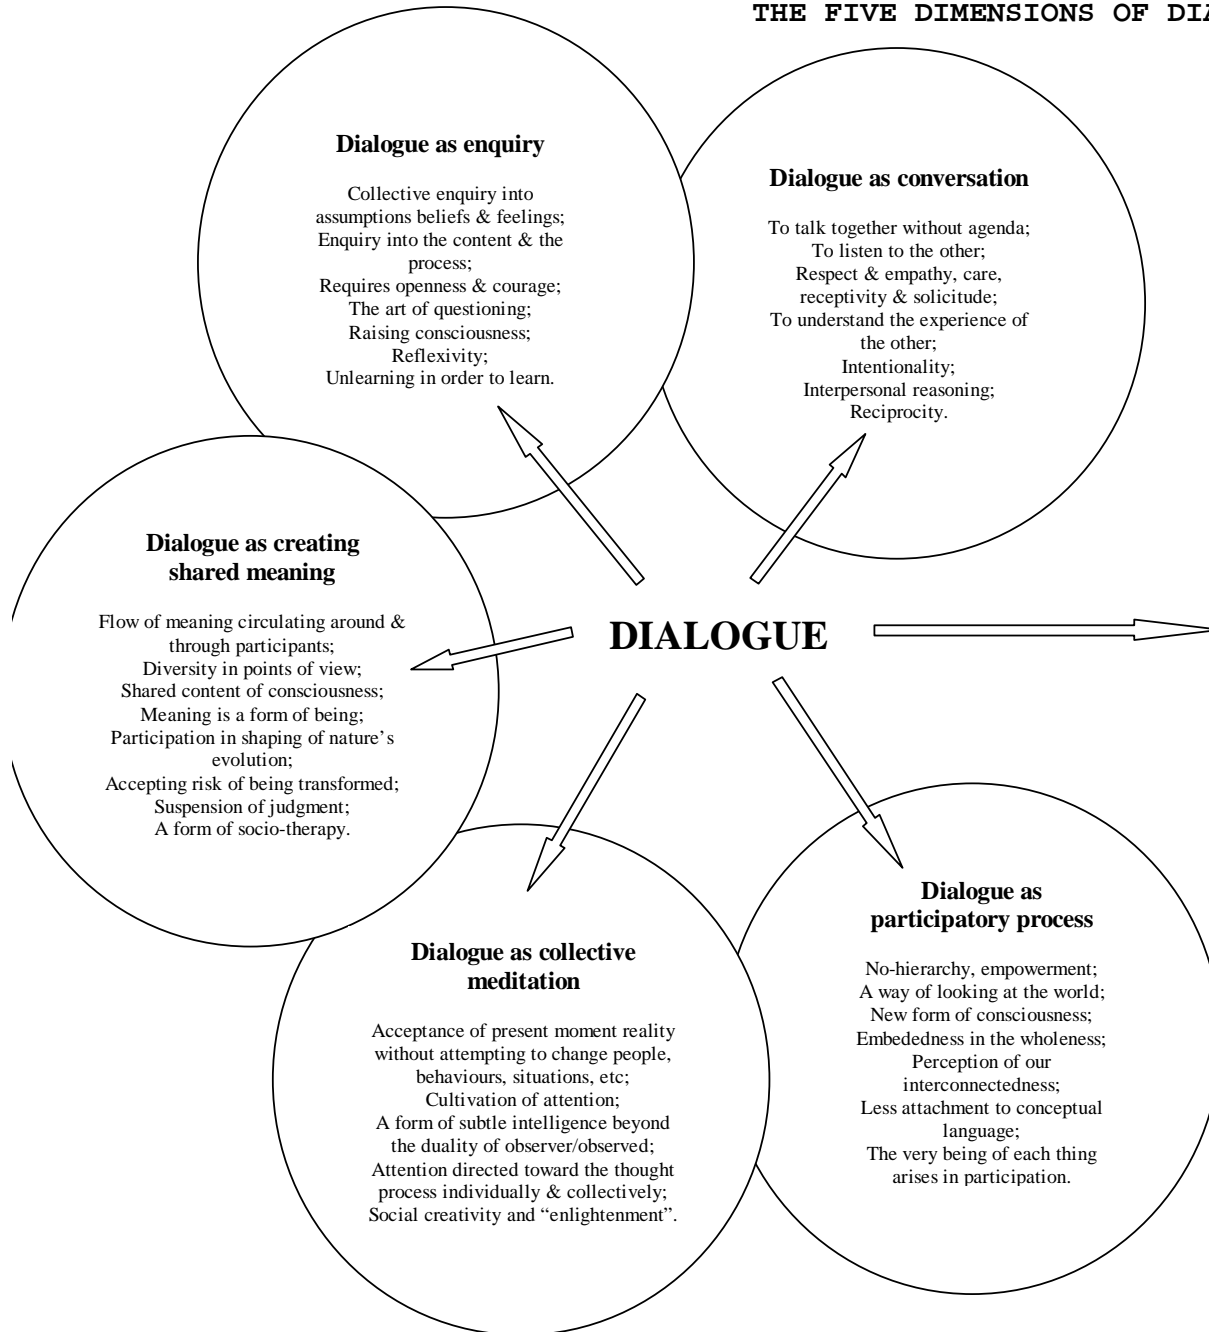 THE FIVE DIMENSIONS OF
Dialogue as enquiry
Collective enquiry into
assumptions beliefs & feelings;
Enquiry into the content & the
process;
Requires openness & courage;
The art of questioning;
Raising consciousness;
Reflexivity;
Unlearning in order to learn.
Dialogue as conversation
To talk together without agenda;
To listen to the other;
Respect & empathy, care,
receptivity & solicitude;
To understand the experience of
the other;
Intentionality;
Interpersonal reasoning;
Reciprocity.
Dialogue as creating
shared meaning
Flow of meaning circulating around &
through participants;
Diversity in points of view;
Shared content of consciousness;
Meaning is a form of being;
Participation in shaping of nature's
evolution;
Accepting risk of being transformed;
Suspension of judgment;
A form of socio-therapy.
DIALOGUE
Dialogue as collective
meditation
Acceptance of present moment reality
without attempting to change people,
behaviours, situations, etc;
Cultivation of attention;
A form of subtle intelligence beyond
the duality of observer/observed;
Attention directed toward the thought
process individually & collectively;
Social creativity and “enlightenment”.
Dialogue as
participatory process
No-hierarchy, empowerment;
A way of looking at the world;
New form of consciousness;
Embededness in the wholeness;
Perception of our
interconnectedness;
Less attachment to conceptual
language;
The very being of each thing
arises in participation.